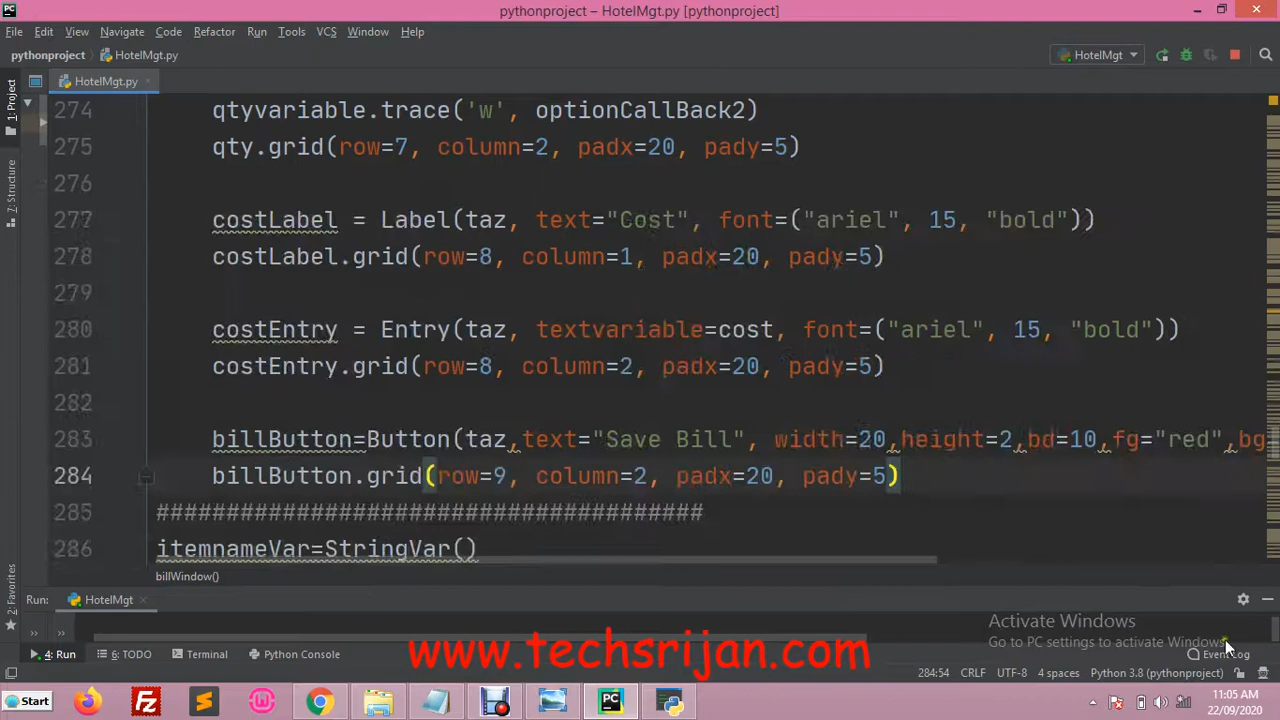 pythonproject – HotelMgt.py [pythonproject]
File Edit View Navigate Code Refactor Run Tools VCS Window Help
pythonproject HotelMgt.py HotelMgt
1: Project
HotelMgt.py
274 qtyvariable.trace('w', optionCallBack2)
275 qty.grid(row=7, column=2, padx=20, pady=5)
276
277 costLabel = Label(taz, text="Cost", font=("ariel", 15, "bold"))
278 costLabel.grid(row=8, column=1, padx=20, pady=5)
279
280 costEntry = Entry(taz, textvariable=cost, font=("ariel", 15, "bold"))
281 costEntry.grid(row=8, column=2, padx=20, pady=5)
282
283 billButton=Button(taz,text="Save Bill", width=20,height=2,bd=10,fg="red",bg
284 billButton.grid(row=9, column=2, padx=20, pady=5)
285 #######################################
286 itemnameVar=StringVar()
7: Structure
2: Favorites
billWindow()
Run: HotelMgt
Activate Windows
Go to PC settings to activate Windows.
4: Run 6: TODO Terminal Python Console Event Log
www.techsrijan.com
284:54 CRLF UTF-8 4 spaces Python 3.8 (pythonproject)
Start
11:05 AM
22/09/2020